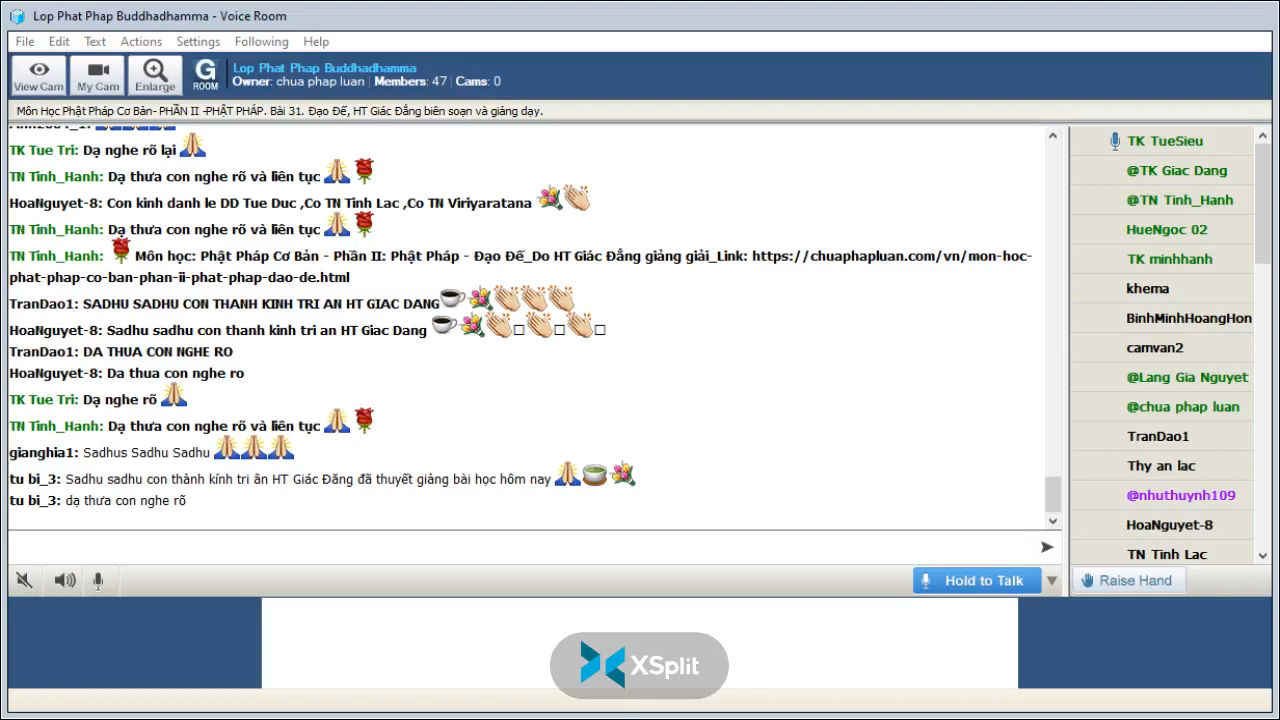 Lop Phat Phap Buddhadhamma - Voice Room
File Edit Text Actions Settings Following Help
View Cam My Cam Enlarge G ROOM
Lop Phat Phap Buddhadhamma
Owner: chua phap luan | Members: 47 | Cams: 0
Môn Học Phật Pháp Cơ Bản- PHẦN II -PHẬT PHÁP. Bài 31. Đạo Đế, HT Giác Đẳng biên soạn và giảng dạy.
TK Tue Tri: Dạ nghe rõ lại
TN Tinh_Hanh: Dạ thưa con nghe rõ và liên tục
HoaNguyet-8: Con kinh danh le DD Tue Duc ,Co TN Tinh Lac ,Co TN Viriyaratana
TN Tinh_Hanh: Dạ thưa con nghe rõ và liên tục
TN Tinh_Hanh: Môn học: Phật Pháp Cơ Bản - Phần II: Phật Pháp - Đạo Đế_Do HT Giác Đẳng giảng giải_Link: https://chuaphapluan.com/vn/mon-hoc-
phat-phap-co-ban-phan-ii-phat-phap-dao-de.html
TranDao1: SADHU SADHU CON THANH KINH TRI AN HT GIAC DANG
HoaNguyet-8: Sadhu sadhu con thanh kinh tri an HT Giac Dang
TranDao1: DA THUA CON NGHE RO
HoaNguyet-8: Da thua con nghe ro
TK Tue Tri: Dạ nghe rõ
TN Tinh_Hanh: Dạ thưa con nghe rõ và liên tục
gianghia1: Sadhus Sadhu Sadhu
tu bi_3: Sadhu sadhu con thành kính tri ân HT Giác Đăng đã thuyết giảng bài học hôm nay
tu bi_3: dạ thưa con nghe rõ
TK TueSieu
@TK Giac Dang
@TN Tinh_Hanh
HueNgoc 02
TK minhhanh
khema
BinhMinhHoangHon
camvan2
@Lang Gia Nguyet
@chua phap luan
TranDao1
Thy an lac
@nhuthuynh109
HoaNguyet-8
TN Tinh Lac
Hold to Talk
Raise Hand
XSplit